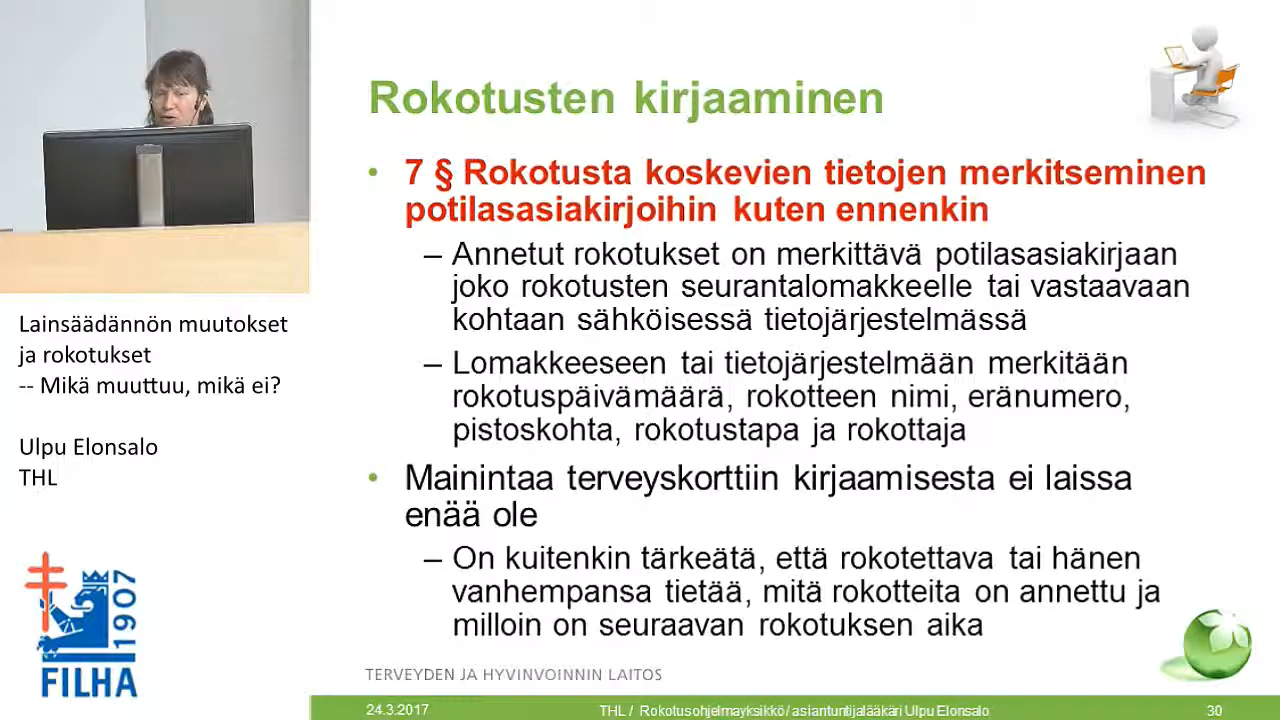 Rokotusten kirjaaminen
• 7 § Rokotusta koskevien tietojen merkitseminen
potilasasiakirjoihin kuten ennenkin
– Annetut rokotukset on merkittävä potilasasiakirjaan
joko rokotusten seurantalomakkeelle tai vastaavaan
kohtaan sähköisessä tietojärjestelmässä
– Lomakkeeseen tai tietojärjestelmään merkitään
rokotuspäivämäärä, rokotteen nimi, eränumero,
pistoskohta, rokotustapa ja rokottaja
• Mainintaa terveyskorttiin kirjaamisesta ei laissa
enää ole
– On kuitenkin tärkeätä, että rokotettava tai hänen
vanhempansa tietää, mitä rokotteita on annettu ja
milloin on seuraavan rokotuksen aika
Lainsäädännön muutokset
ja rokotukset
-- Mikä muuttuu, mikä ei?
Ulpu Elonsalo
THL
1907
FILHA
TERVEYDEN JA HYVINVOINNIN LAITOS
24.3.2017
THL / Rokotusohjelmayksikkö/ asiantuntijalääkäri Ulpu Elonsalo
30